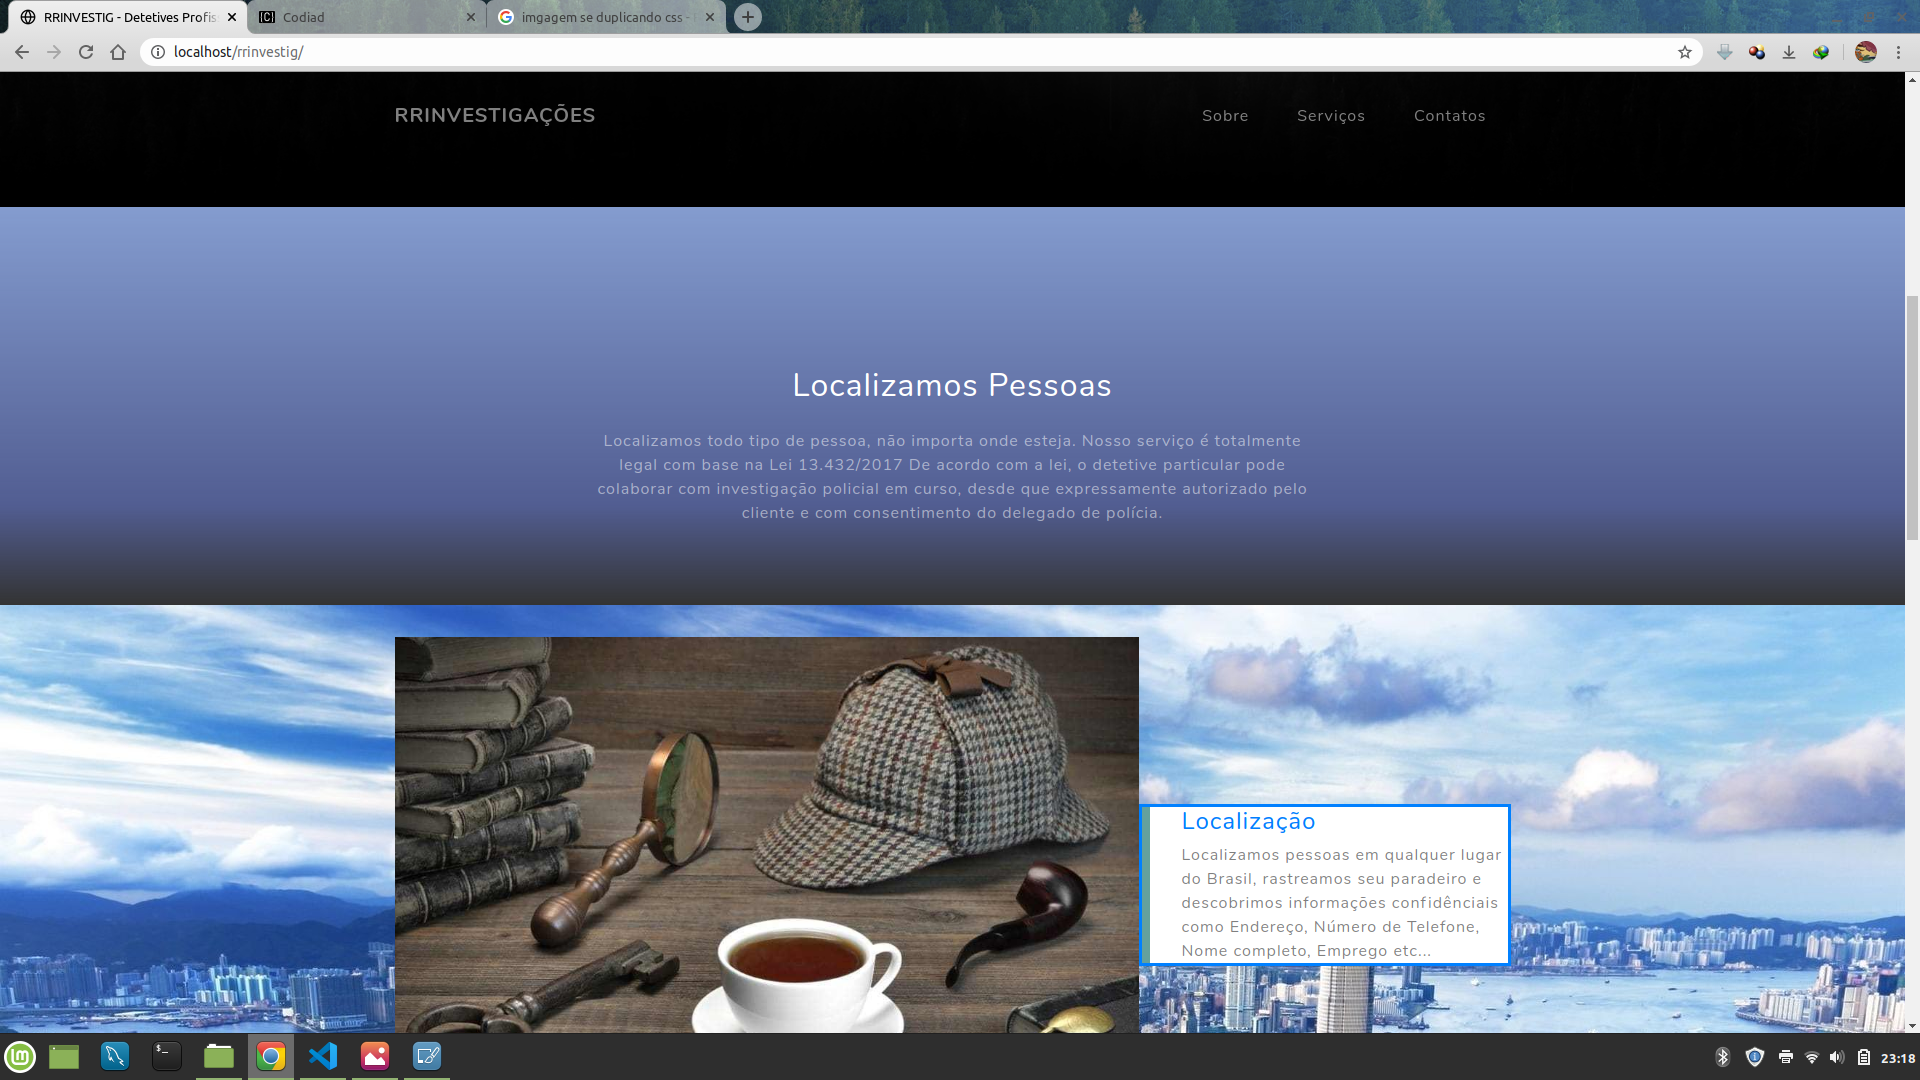 RRINVESTIG - Detetives Profis
Codiad
imgagem se duplicando css -
localhost/rrinvestig/
RRINVESTIGAÇÕES
Sobre
Serviços
Contatos
Localizamos Pessoas
Localizamos todo tipo de pessoa, não importa onde esteja. Nosso serviço é totalmente
legal com base na Lei 13.432/2017 De acordo com a lei, o detetive particular pode
colaborar com investigação policial em curso, desde que expressamente autorizado pelo
cliente e com consentimento do delegado de polícia.
Localização
Localizamos pessoas em qualquer lugar
do Brasil, rastreamos seu paradeiro e
descobrimos informações confidênciais
como Endereço, Número de Telefone,
Nome completo, Emprego etc...
23:18